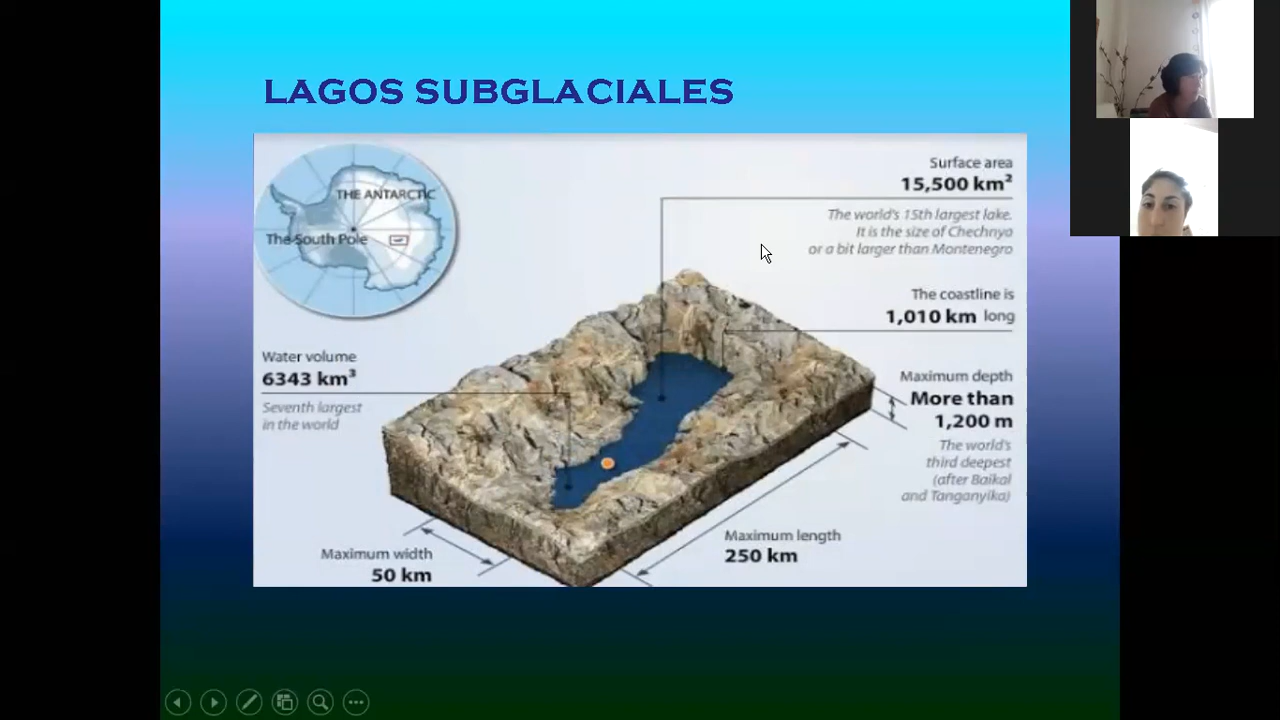 LAGOS SUBGLACIALES
THE ANTARCTIC
The South Pole
Surface area
15,500 km²
The world's 15th largest lake.
It is the size of Chechnya
or a bit larger than Montenegro
The coastline is
1,010 km long
Water volume
6343 km³
Seventh largest
in the world
Maximum depth
More than
1,200 m
The world's
third deepest
(after Baikal
and Tanganyika)
Maximum length
250 km
Maximum width
50 km